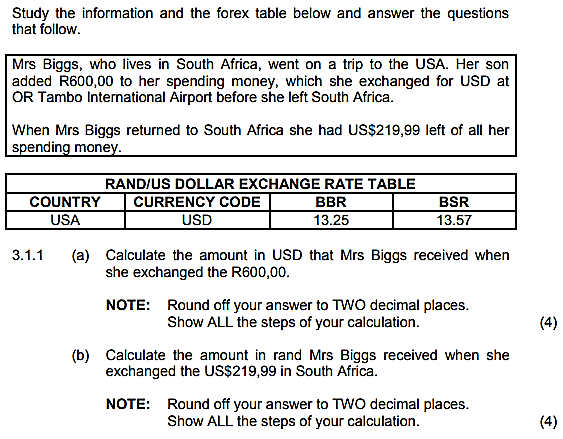 Study the information and the forex table below and answer the questions
that follow.
Mrs Biggs, who lives in South Africa, went on a trip to the USA. Her son
added R600,00 to her spending money, which she exchanged for USD at
OR Tambo International Airport before she left South Africa.
When Mrs Biggs returned to South Africa she had US$219,99 left of all her
spending money.
RAND/US DOLLAR EXCHANGE RATE TABLE
COUNTRY CURRENCY CODE BBR BSR
USA USD 13.25 13.57
3.1.1 (a) Calculate the amount in USD that Mrs Biggs received when
she exchanged the R600,00.
NOTE: Round off your answer to TWO decimal places.
Show ALL the steps of your calculation. (4)
(b) Calculate the amount in rand Mrs Biggs received when she
exchanged the US$219,99 in South Africa.
NOTE: Round off your answer to TWO decimal places.
Show ALL the steps of your calculation. (4)